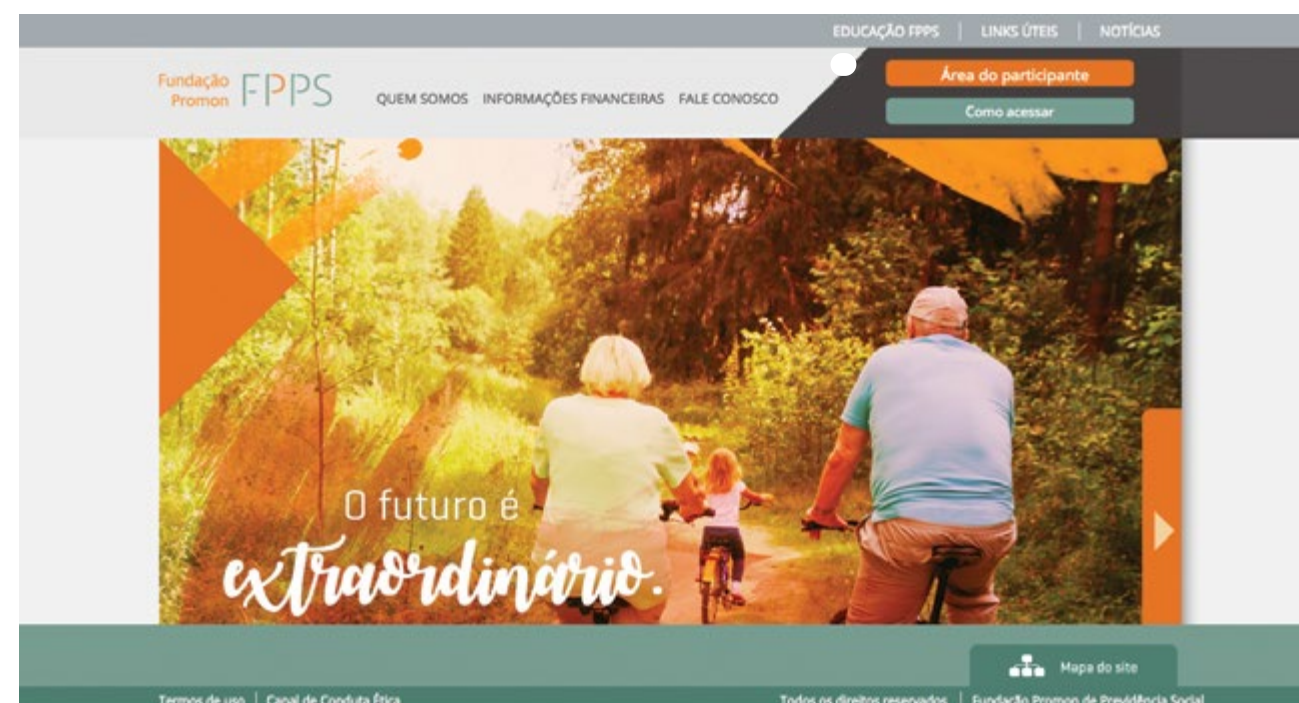 EDUCAÇÃO FPPS | LINKS ÚTEIS | NOTÍCIAS
Fundação
Promon FPPS
QUEM SOMOS INFORMAÇÕES FINANCEIRAS FALE CONOSCO
Área do participante
Como acessar
O futuro é
extraordinário.
Mapa do site
Termos de uso | Canal de Conduta Ética
Todos os direitos reservados | Fundação Promon de Previdência Social